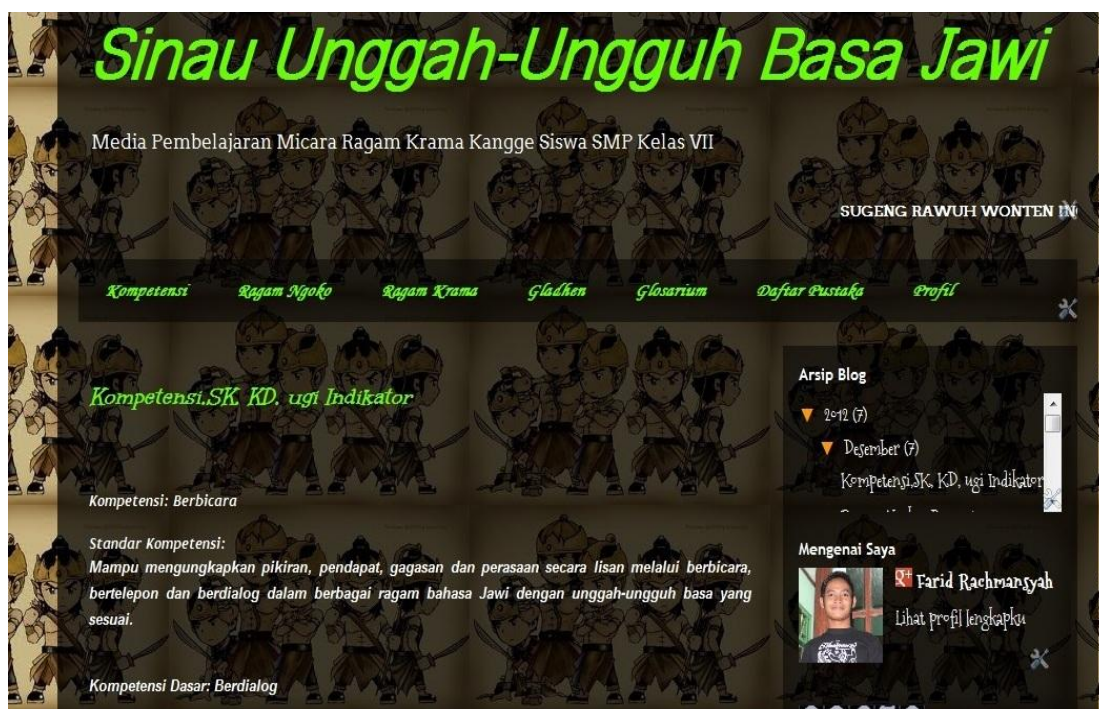 Sinau Unggah-Ungguh Basa Jawi
Media Pembelajaran Micara Ragam Krama Kangge Siswa SMP Kelas VII
SUGENG RAWUH WONTEN IN
Kompetensi Ragam Ngoko Ragam Krama Gladhen Glosarium Daftar Pustaka Profil
Kompetensi,SK, KD, ugi Indikator
Kompetensi: Berbicara
Standar Kompetensi:
Mampu mengungkapkan pikiran, pendapat, gagasan dan perasaan secara lisan melalui berbicara,
bertelepon dan berdialog dalam berbagai ragam bahasa Jawi dengan unggah-ungguh basa yang
sesuai.
Kompetensi Dasar: Berdialog
Arsip Blog
▼ 2012 (7)
▼ Desember (7)
Kompetensi,SK, KD, ugi Indikator
Mengenai Saya
g+ Farid Rachmansyah
Lihat profil lengkapku